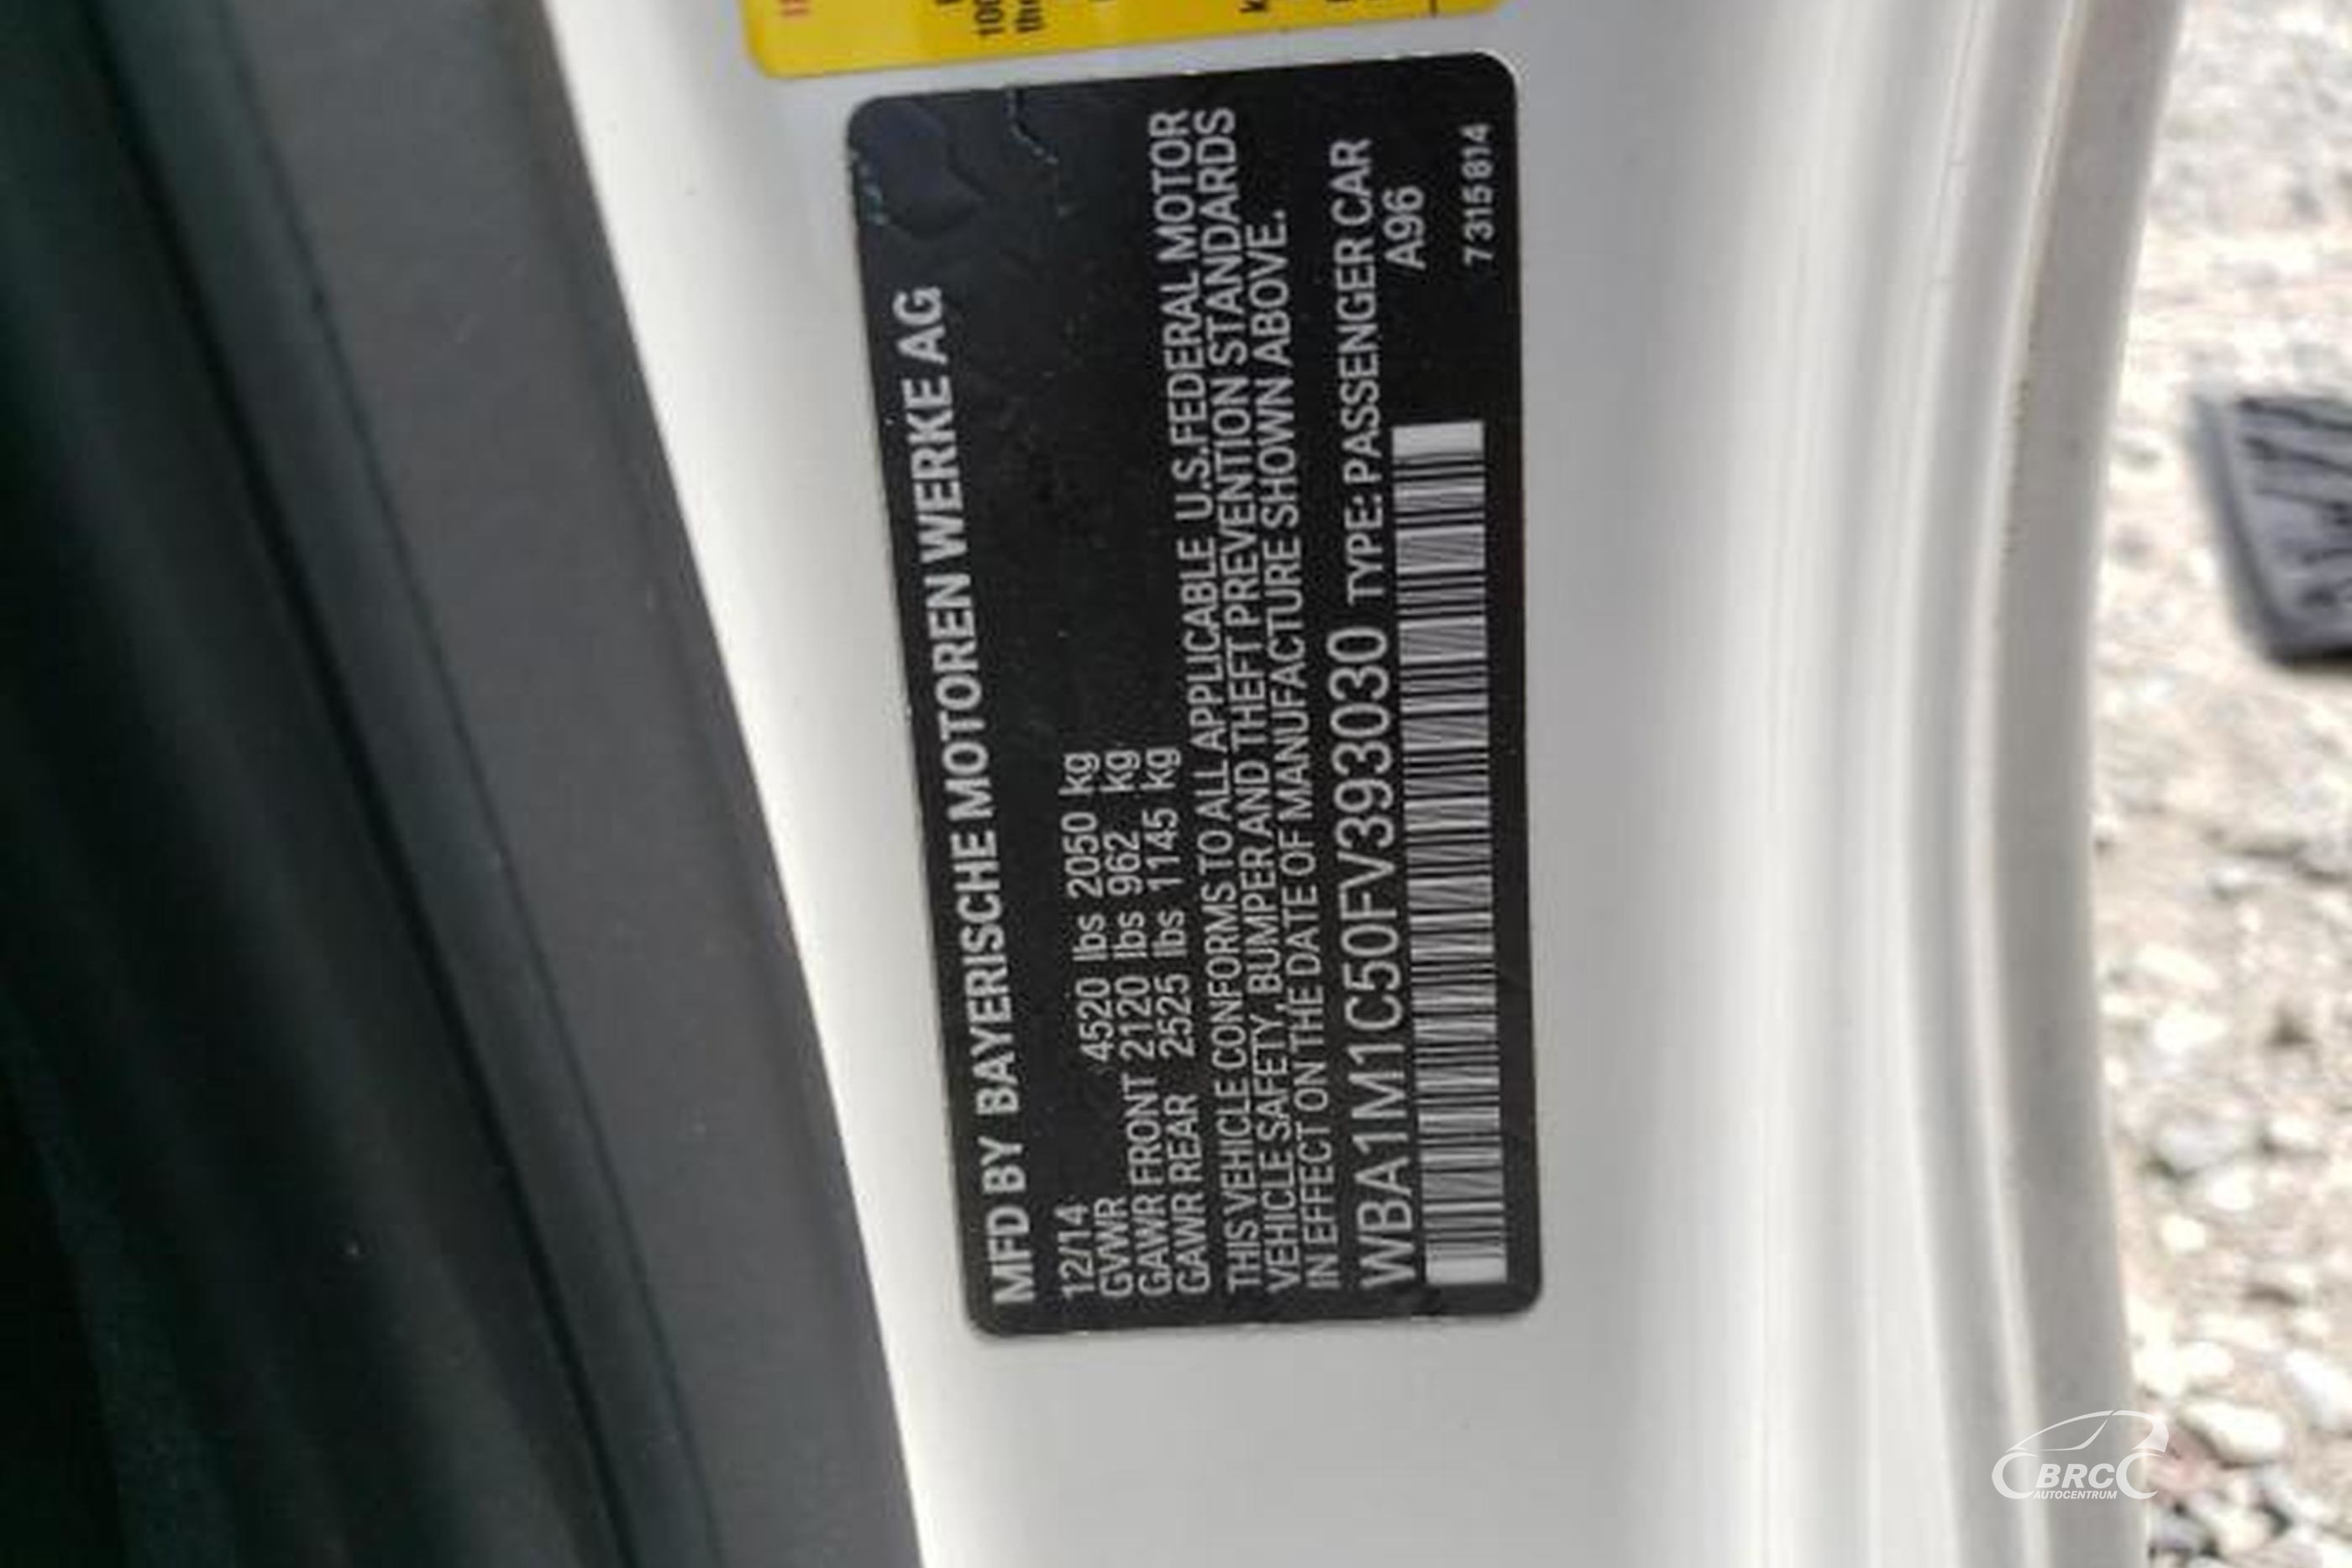 MFD BY BAYERISCHE MOTOREN WERKE AG
12/14
GVWR 4520 lbs 2050 kg
GAWR FRONT 2120 lbs 962 kg
GAWR REAR 2525 lbs 1145 kg
THIS VEHICLE CONFORMS TO ALL APPLICABLE U.S. FEDERAL MOTOR
VEHICLE SAFETY, BUMPER AND THEFT PREVENTION STANDARDS
IN EFFECT ON THE DATE OF MANUFACTURE SHOWN ABOVE.
WBA1M1C50FV393030 TYPE: PASSENGER CAR
A96
7315814
BRC
AUTOCENTRUM